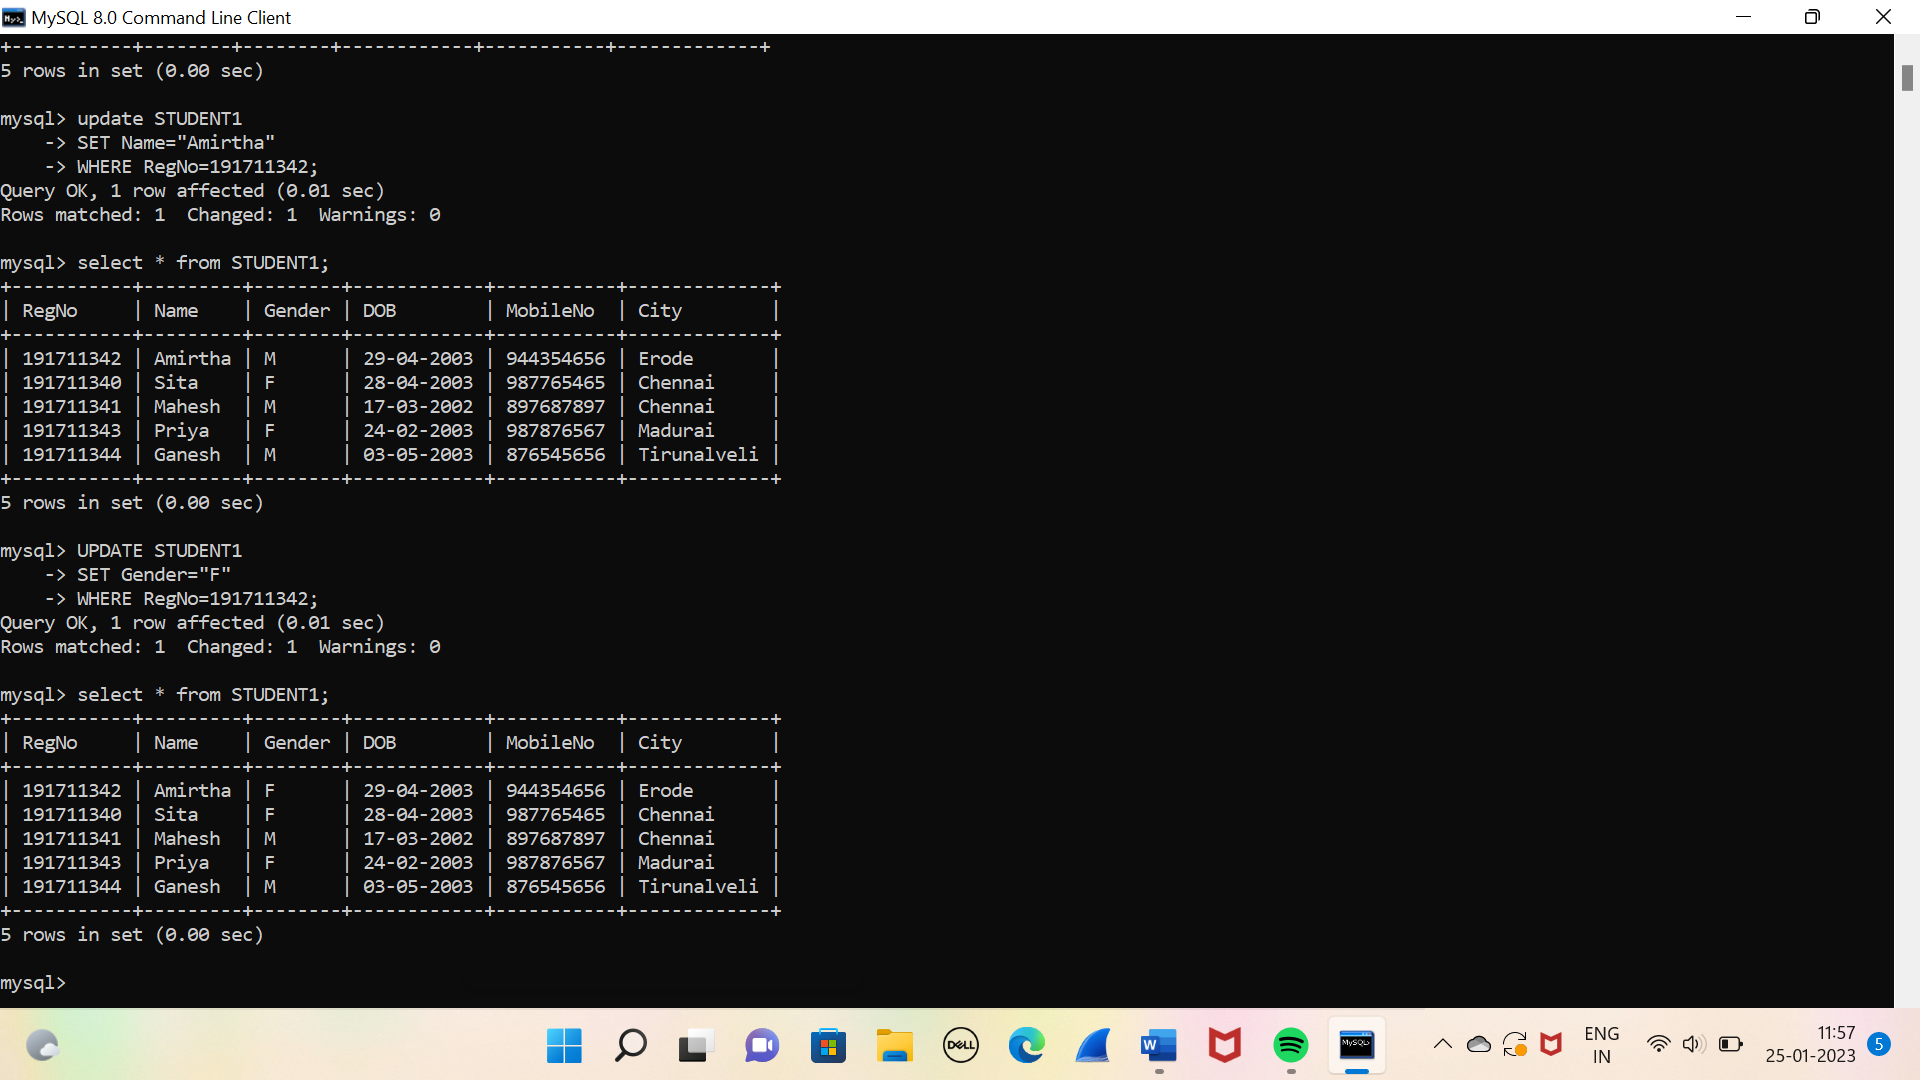 MySQL 8.0 Command Line Client
+-----------+--------+--------+------------+-----------+-------------+
5 rows in set (0.00 sec)
mysql> update STUDENT1
    -> SET Name="Amirtha"
    -> WHERE RegNo=191711342;
Query OK, 1 row affected (0.01 sec)
Rows matched: 1  Changed: 1  Warnings: 0
mysql> select * from STUDENT1;
+-----------+---------+--------+------------+-----------+-------------+
| RegNo     | Name    | Gender | DOB        | MobileNo  | City        |
+-----------+---------+--------+------------+-----------+-------------+
| 191711342 | Amirtha | M      | 29-04-2003 | 944354656 | Erode       |
| 191711340 | Sita    | F      | 28-04-2003 | 987765465 | Chennai     |
| 191711341 | Mahesh  | M      | 17-03-2002 | 897687897 | Chennai     |
| 191711343 | Priya   | F      | 24-02-2003 | 987876567 | Madurai     |
| 191711344 | Ganesh  | M      | 03-05-2003 | 876545656 | Tirunalveli |
+-----------+---------+--------+------------+-----------+-------------+
5 rows in set (0.00 sec)
mysql> UPDATE STUDENT1
    -> SET Gender="F"
    -> WHERE RegNo=191711342;
Query OK, 1 row affected (0.01 sec)
Rows matched: 1  Changed: 1  Warnings: 0
mysql> select * from STUDENT1;
+-----------+---------+--------+------------+-----------+-------------+
| RegNo     | Name    | Gender | DOB        | MobileNo  | City        |
+-----------+---------+--------+------------+-----------+-------------+
| 191711342 | Amirtha | F      | 29-04-2003 | 944354656 | Erode       |
| 191711340 | Sita    | F      | 28-04-2003 | 987765465 | Chennai     |
| 191711341 | Mahesh  | M      | 17-03-2002 | 897687897 | Chennai     |
| 191711343 | Priya   | F      | 24-02-2003 | 987876567 | Madurai     |
| 191711344 | Ganesh  | M      | 03-05-2003 | 876545656 | Tirunalveli |
+-----------+---------+--------+------------+-----------+-------------+
5 rows in set (0.00 sec)
mysql>
DELL
W
MySQL>
ENG
IN
11:57
25-01-2023
5